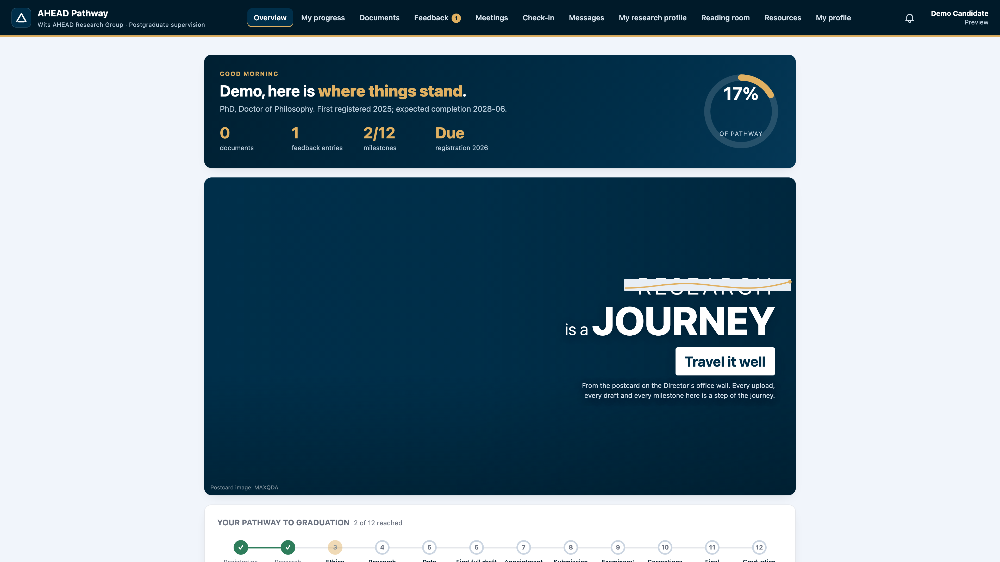 AHEAD Pathway
Wits AHEAD Research Group · Postgraduate supervision
Overview
My progress
Documents
Feedback 1
Meetings
Check-in
Messages
My research profile
Reading room
Resources
My profile
Demo Candidate
Preview
GOOD MORNING
Demo, here is where things stand.
PhD, Doctor of Philosophy. First registered 2025; expected completion 2028-06.
0
documents
1
feedback entries
2/12
milestones
Due
registration 2026
17%
OF PATHWAY
RESEARCH
is a JOURNEY
Travel it well
From the postcard on the Director's office wall. Every upload,
every draft and every milestone here is a step of the journey.
Postcard image: MAXQDA
YOUR PATHWAY TO GRADUATION 2 of 12 reached
3 4 5 6 7 8 9 10 11 12
Registration Research Ethics Research Data First full draft Appointment Submission Examiners' Corrections Final Graduation